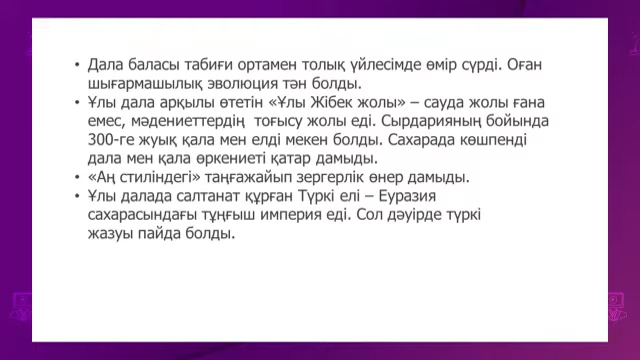 • Дала баласы табиғи ортамен толық үйлесімде өмір сүрді. Оған
шығармашылық эволюция тән болды.
• Ұлы дала арқылы өтетін «Ұлы Жібек жолы» – сауда жолы ғана
емес, мәдениеттердің тоғысу жолы еді. Сырдарияның бойында
300-ге жуық қала мен елді мекен болды. Сахарада көшпенді
дала мен қала өркениеті қатар дамыды.
• «Аң стиліндегі» таңғажайып зергерлік өнер дамыды.
• Ұлы далада салтанат құрған Түркі елі – Еуразия
сахарасындағы тұңғыш империя еді. Сол дәуірде түркі
жазуы пайда болды.